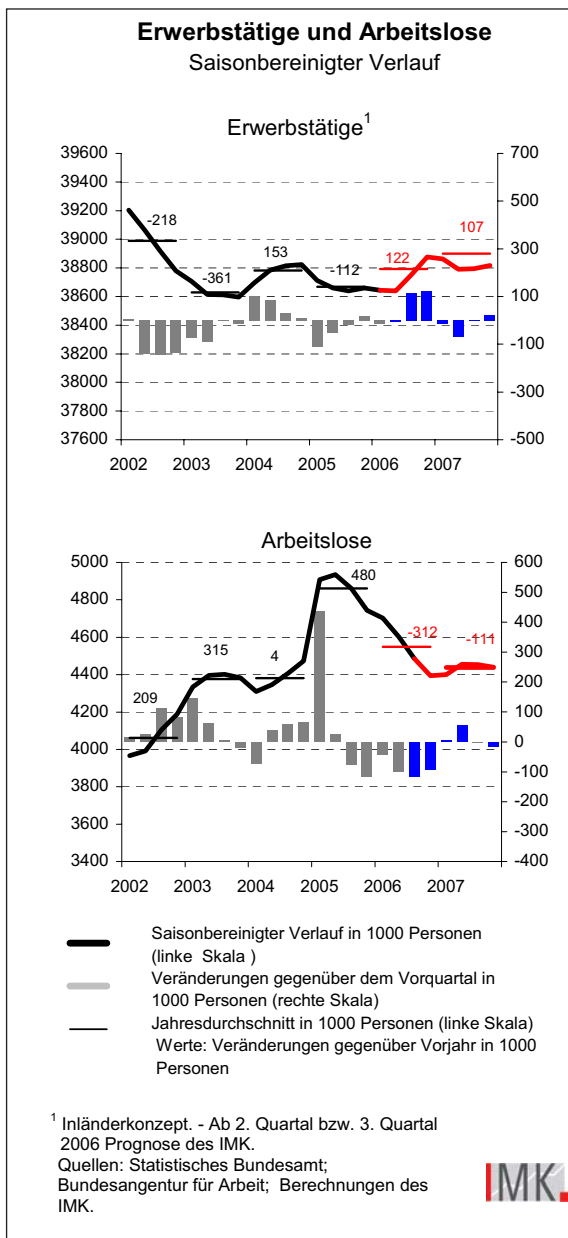 Erwerbstätige und Arbeitslose
Saisonbereinigter Verlauf
Erwerbstätige¹
39600
39400
39200
39000
38800
38600
38400
38200
38000
37800
37600
700
500
300
100
-100
-300
-500
-218
-361
153
-112
122
107
2002 2003 2004 2005 2006 2007
Arbeitslose
5000
4800
4600
4400
4200
4000
3800
3600
3400
600
500
400
300
200
100
0
-100
-200
-300
-400
209
315
4
480
-312
-111
2002 2003 2004 2005 2006 2007
Saisonbereinigter Verlauf in 1000 Personen
(linke Skala )
Veränderungen gegenüber dem Vorquartal in
1000 Personen (rechte Skala)
Jahresdurchschnitt in 1000 Personen (linke Skala)
Werte: Veränderungen gegenüber Vorjahr in 1000
Personen
¹ Inländerkonzept. - Ab 2. Quartal bzw. 3. Quartal
2006 Prognose des IMK.
Quellen: Statistisches Bundesamt;
Bundesangentur für Arbeit; Berechnungen des
IMK.
IMK.